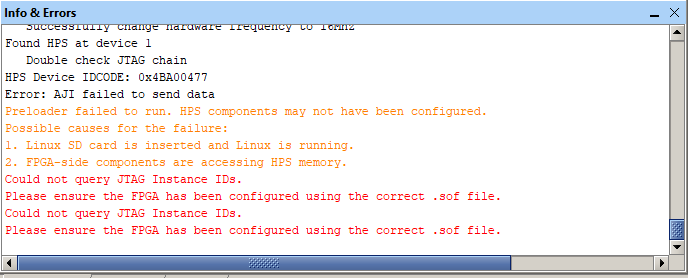 Info & Errors
Successfully change hardware frequency to 16Mhz
Found HPS at device 1
Double check JTAG chain
HPS Device IDCODE: 0x4BA00477
Error: AJI failed to send data
Preloader failed to run. HPS components may not have been configured.
Possible causes for the failure:
1. Linux SD card is inserted and Linux is running.
2. FPGA-side components are accessing HPS memory.
Could not query JTAG Instance IDs.
Please ensure the FPGA has been configured using the correct .sof file.
Could not query JTAG Instance IDs.
Please ensure the FPGA has been configured using the correct .sof file.